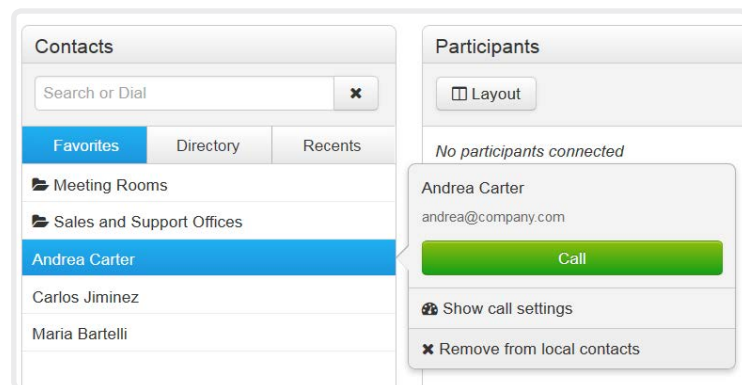 Contacts
Search or Dial
Favorites Directory Recents
Meeting Rooms
Sales and Support Offices
Andrea Carter
Carlos Jiminez
Maria Bartelli
Participants
Layout
No participants connected
Andrea Carter
andrea@company.com
Call
Show call settings
Remove from local contacts